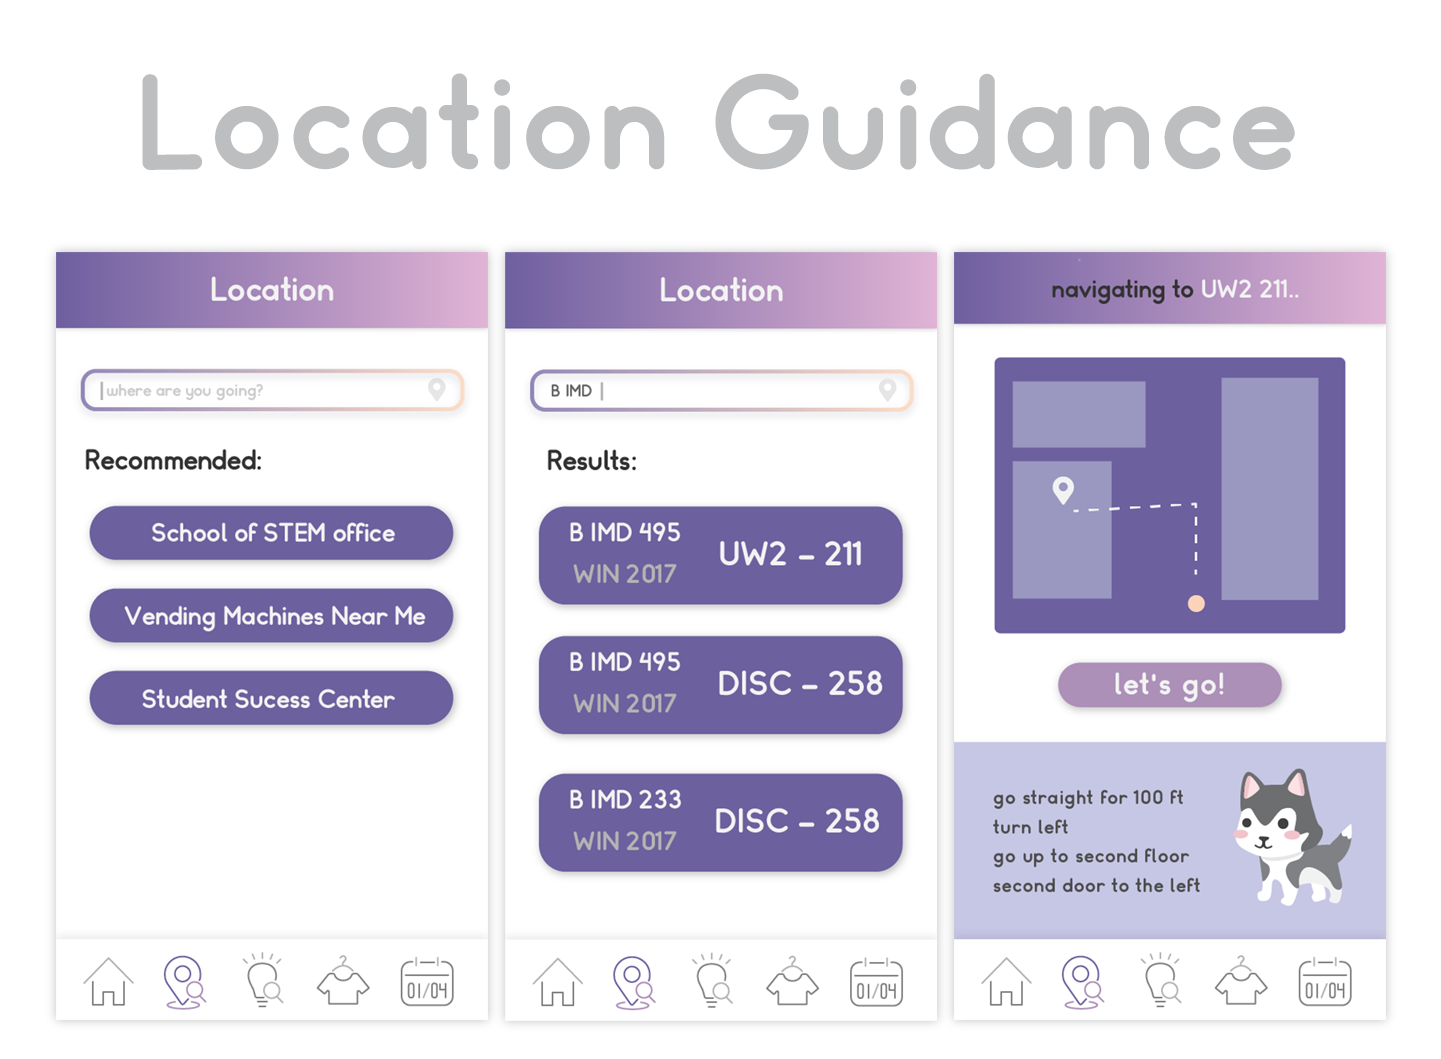 Location Guidance
Location
where are you going?
Recommended:
School of STEM office
Vending Machines Near Me
Student Sucess Center
01/04
Location
B IMD
Results:
B IMD 495
WIN 2017
UW2 - 211
B IMD 495
WIN 2017
DISC - 258
B IMD 233
WIN 2017
DISC - 258
01/04
navigating to UW2 211..
let's go!
go straight for 100 ft
turn left
go up to second floor
second door to the left
01/04